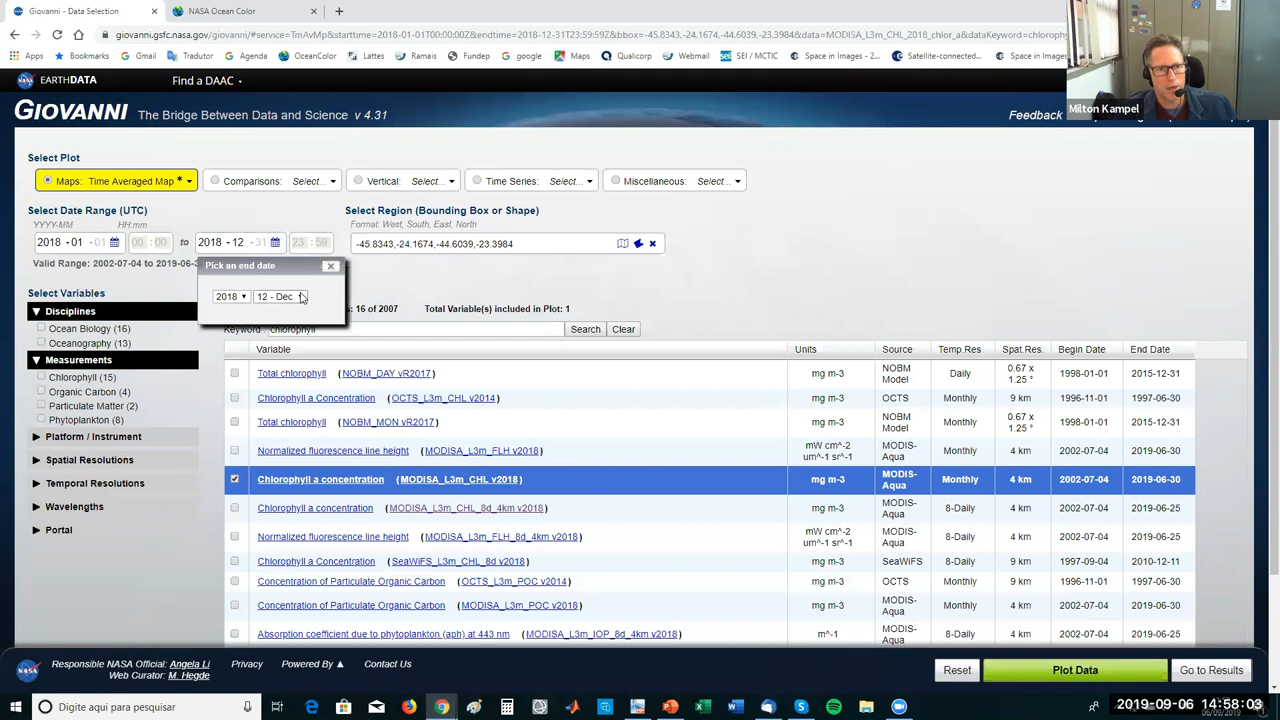 Giovanni - Data Selection
NASA Ocean Color
giovanni.gsfc.nasa.gov/giovanni/#service=TmAvMp&starttime=2018-01-01T00:00:00Z&endtime=2018-12-31T23:59:59Z&bbox=-45.8343,-24.1674,-44.6039,-23.3984&data=MODISA_L3m_CHL_2018_chlor_a&dataKeyword=chlorophy
Apps Bookmarks Gmail Tradutor Agenda OceanColor Lattes Ramais Fundep google Maps Qualicorp Webmail SEI / MCTIC Space in Images - 2... Satellite-connected... Space in Images - 20
EARTHDATA Find a DAAC
Milton Kampel
GIOVANNI The Bridge Between Data and Science v 4.31 Feedback
Select Plot
Maps: Time Averaged Map * Comparisons: Select... Vertical: Select... Time Series: Select... Miscellaneous: Select...
Select Date Range (UTC) Select Region (Bounding Box or Shape)
YYYY-MM HH:mm Format: West, South, East, North
2018 - 01 - 01 00 : 00 to 2018 - 12 - 31 23 : 59 -45.8343,-24.1674,-44.6039,-23.3984
Valid Range: 2002-07-04 to 2019-06-3
Pick an end date
2018 12 - Dec
Select Variables
: 16 of 2007 Total Variable(s) included in Plot: 1
Keyword : chlorophyll Search Clear
Disciplines
Ocean Biology (16)
Oceanography (13)
Measurements
Chlorophyll (15)
Organic Carbon (4)
Particulate Matter (2)
Phytoplankton (8)
Platform / Instrument
Spatial Resolutions
Temporal Resolutions
Wavelengths
Portal
Variable Units Source Temp.Res. Spat.Res. Begin Date End Date
Total chlorophyll (NOBM_DAY vR2017) mg m-3 NOBM Model Daily 0.67 x 1.25 ° 1998-01-01 2015-12-31
Chlorophyll a Concentration (OCTS_L3m_CHL v2014) mg m-3 OCTS Monthly 9 km 1996-11-01 1997-06-30
Total chlorophyll (NOBM_MON vR2017) mg m-3 NOBM Model Monthly 0.67 x 1.25 ° 1998-01-01 2015-12-31
Normalized fluorescence line height (MODISA_L3m_FLH v2018) mW cm^-2 um^-1 sr^-1 MODIS-Aqua Monthly 4 km 2002-07-04 2019-06-30
Chlorophyll a concentration (MODISA_L3m_CHL v2018) mg m-3 MODIS-Aqua Monthly 4 km 2002-07-04 2019-06-30
Chlorophyll a concentration (MODISA_L3m_CHL_8d_4km v2018) mg m-3 MODIS-Aqua 8-Daily 4 km 2002-07-04 2019-06-25
Normalized fluorescence line height (MODISA_L3m_FLH_8d_4km v2018) mW cm^-2 um^-1 sr^-1 MODIS-Aqua 8-Daily 4 km 2002-07-04 2019-06-25
Chlorophyll a Concentration (SeaWiFS_L3m_CHL_8d v2018) mg m-3 SeaWiFS 8-Daily 9 km 1997-09-04 2010-12-11
Concentration of Particulate Organic Carbon (OCTS_L3m_POC v2014) mg m-3 OCTS Monthly 9 km 1996-11-01 1997-06-30
Concentration of Particulate Organic Carbon (MODISA_L3m_POC v2018) mg m-3 MODIS-Aqua Monthly 4 km 2002-07-04 2019-06-30
Absorption coefficient due to phytoplankton (aph) at 443 nm (MODISA_L3m_IOP_8d_4km v2018) m^-1 MODIS-Aqua 8-Daily 4 km 2002-07-04 2019-06-25
NASA Responsible NASA Official: Angela Li Privacy Powered By Contact Us Reset Plot Data Go to Results
Web Curator: M. Hegde
Digite aqui para pesquisar
2019-09-06 14:58:03
06/09/2019